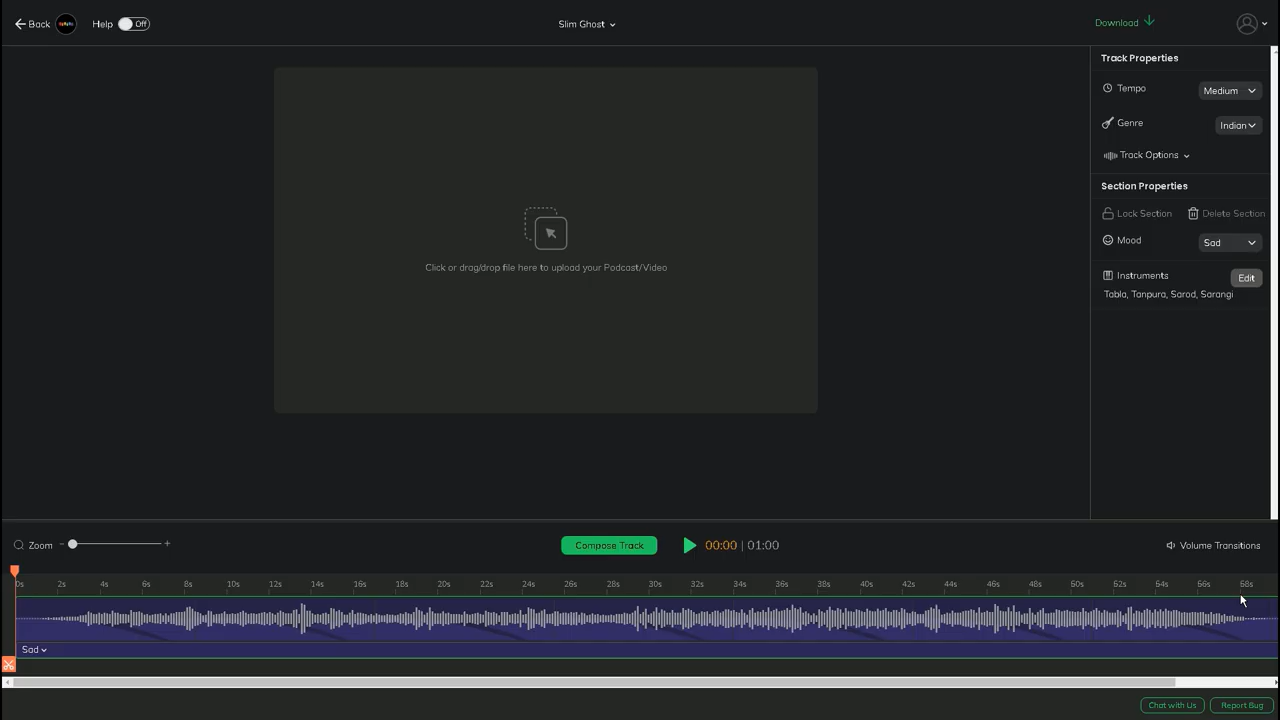 Back Help Off Slim Ghost Download
Track Properties
Tempo Medium
Genre Indian
Track Options
Section Properties
Lock Section Delete Section
Mood Sad
Instruments Edit
Tabla, Tanpura, Sarod, Sarangi
Click or drag/drop file here to upload your Podcast/Video
Zoom - + Compose Track 00:00 | 01:00 Volume Transitions
0s 2s 4s 6s 8s 10s 12s 14s 16s 18s 20s 22s 24s 26s 28s 30s 32s 34s 36s 38s 40s 42s 44s 46s 48s 50s 52s 54s 56s 58s
Sad
Chat with Us Report Bug